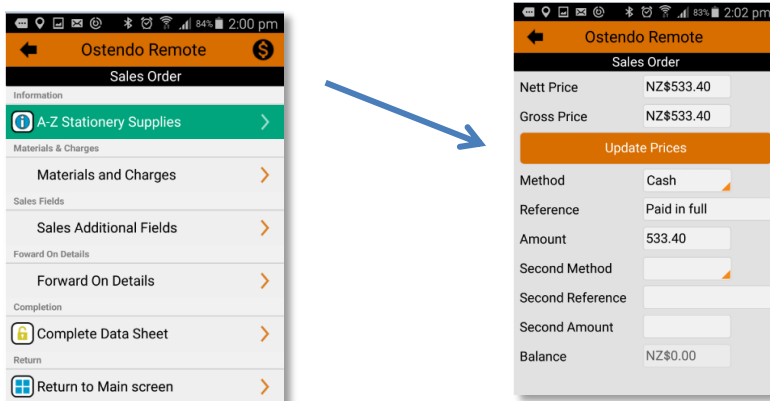 84% 2:00 pm
Ostendo Remote
Sales Order
Information
A-Z Stationery Supplies
Materials & Charges
Materials and Charges
Sales Fields
Sales Additional Fields
Foward On Details
Forward On Details
Completion
Complete Data Sheet
Return
Return to Main screen
83% 2:02 pm
Ostendo Remote
Sales Order
Nett Price NZ$533.40
Gross Price NZ$533.40
Update Prices
Method Cash
Reference Paid in full
Amount 533.40
Second Method
Second Reference
Second Amount
Balance NZ$0.00